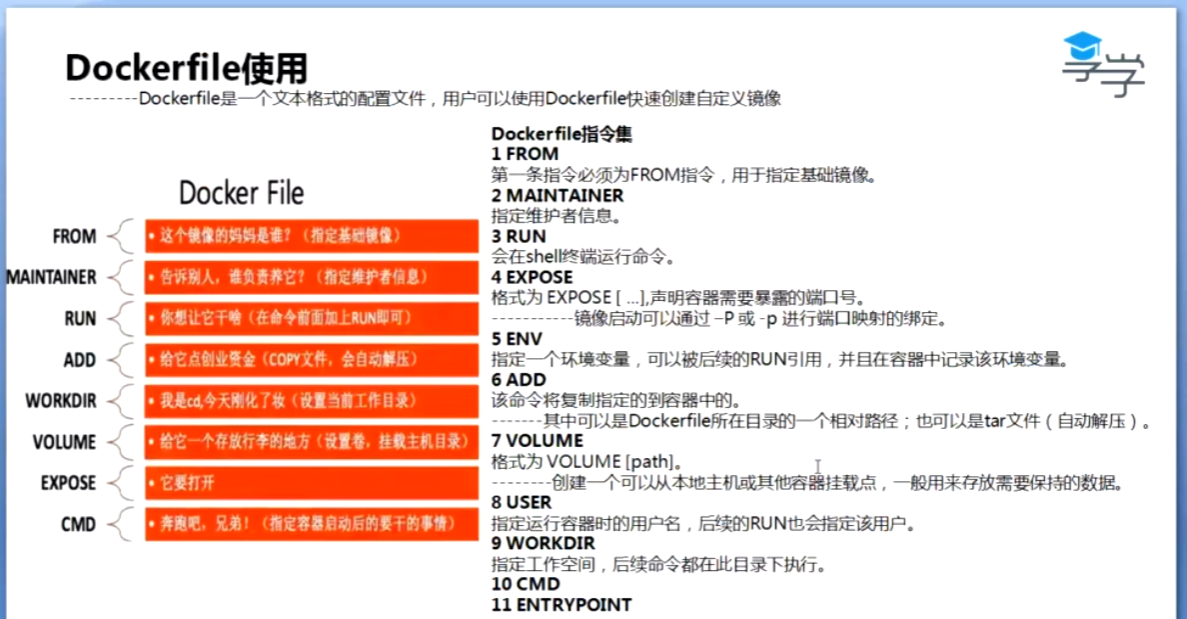 Dockerfile使用
---------Dockerfile是一个文本格式的配置文件，用户可以使用Dockerfile快速创建自定义镜像
享学
Docker File
FROM
• 这个镜像的妈妈是谁？（指定基础镜像）
MAINTAINER
• 告诉别人，谁负责养它？（指定维护者信息）
RUN
• 你想让它干啥（在命令前面加上RUN即可）
ADD
• 给它点创业资金（COPY文件，会自动解压）
WORKDIR
• 我是cd,今天刚化了妆（设置当前工作目录）
VOLUME
• 给它一个存放行李的地方（设置卷，挂载主机目录）
EXPOSE
• 它要打开
CMD
• 奔跑吧，兄弟！（指定容器启动后的要干的事情）
Dockerfile指令集
1 FROM
第一条指令必须为FROM指令，用于指定基础镜像。
2 MAINTAINER
指定维护者信息。
3 RUN
会在shell终端运行命令。
4 EXPOSE
格式为 EXPOSE [ ...],声明容器需要暴露的端口号。
-----------镜像启动可以通过 –P 或 -p 进行端口映射的绑定。
5 ENV
指定一个环境变量，可以被后续的RUN引用，并且在容器中记录该环境变量。
6 ADD
该命令将复制指定的到容器中的。
-------其中可以是Dockerfile所在目录的一个相对路径；也可以是tar文件（自动解压）。
7 VOLUME
格式为 VOLUME [path]。
--------创建一个可以从本地主机或其他容器挂载点，一般用来存放需要保持的数据。
8 USER
指定运行容器时的用户名，后续的RUN也会指定该用户。
9 WORKDIR
指定工作空间，后续命令都在此目录下执行。
10 CMD
11 ENTRYPOINT